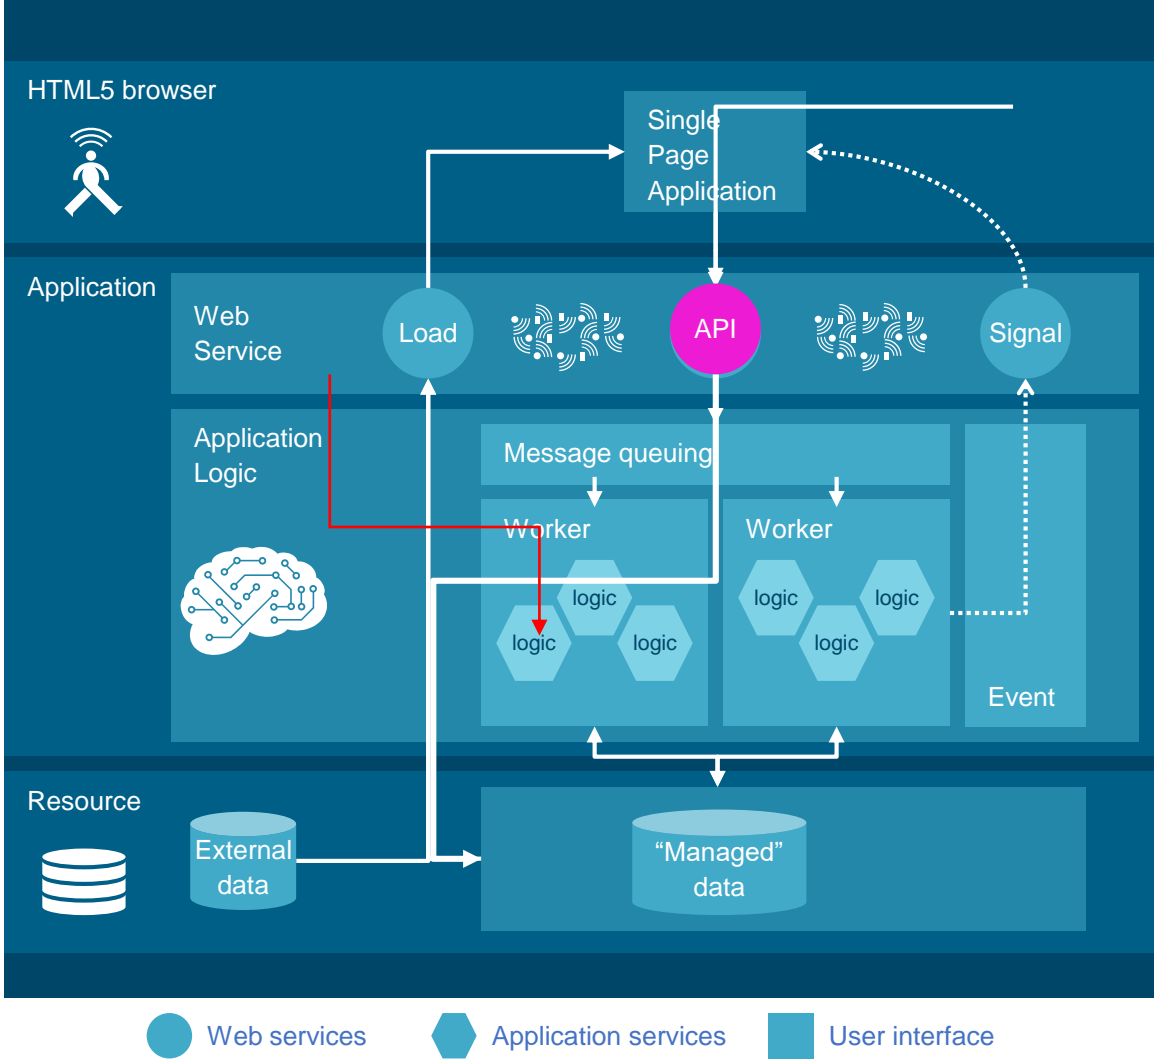 HTML5 browser
Single
Page
Application
Application
Web
Service
Load
API
Signal
Application
Logic
Message queuing
Worker
Worker
logic
logic
logic
logic
logic
logic
Event
Resource
External
data
“Managed”
data
Web services
Application services
User interface